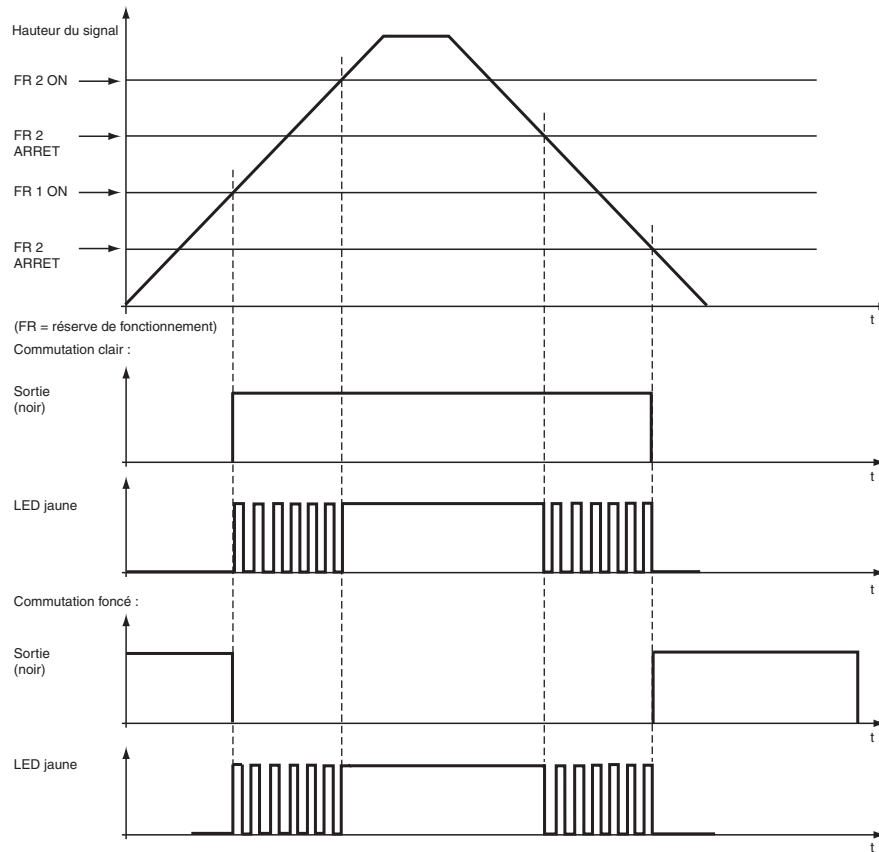 Hauteur du signal
FR 2 ON
FR 2
ARRET
FR 1 ON
FR 2
ARRET
t
(FR = réserve de fonctionnement)
Commutation clair :
Sortie
(noir)
t
LED jaune
t
Commutation foncé :
Sortie
(noir)
t
LED jaune
t